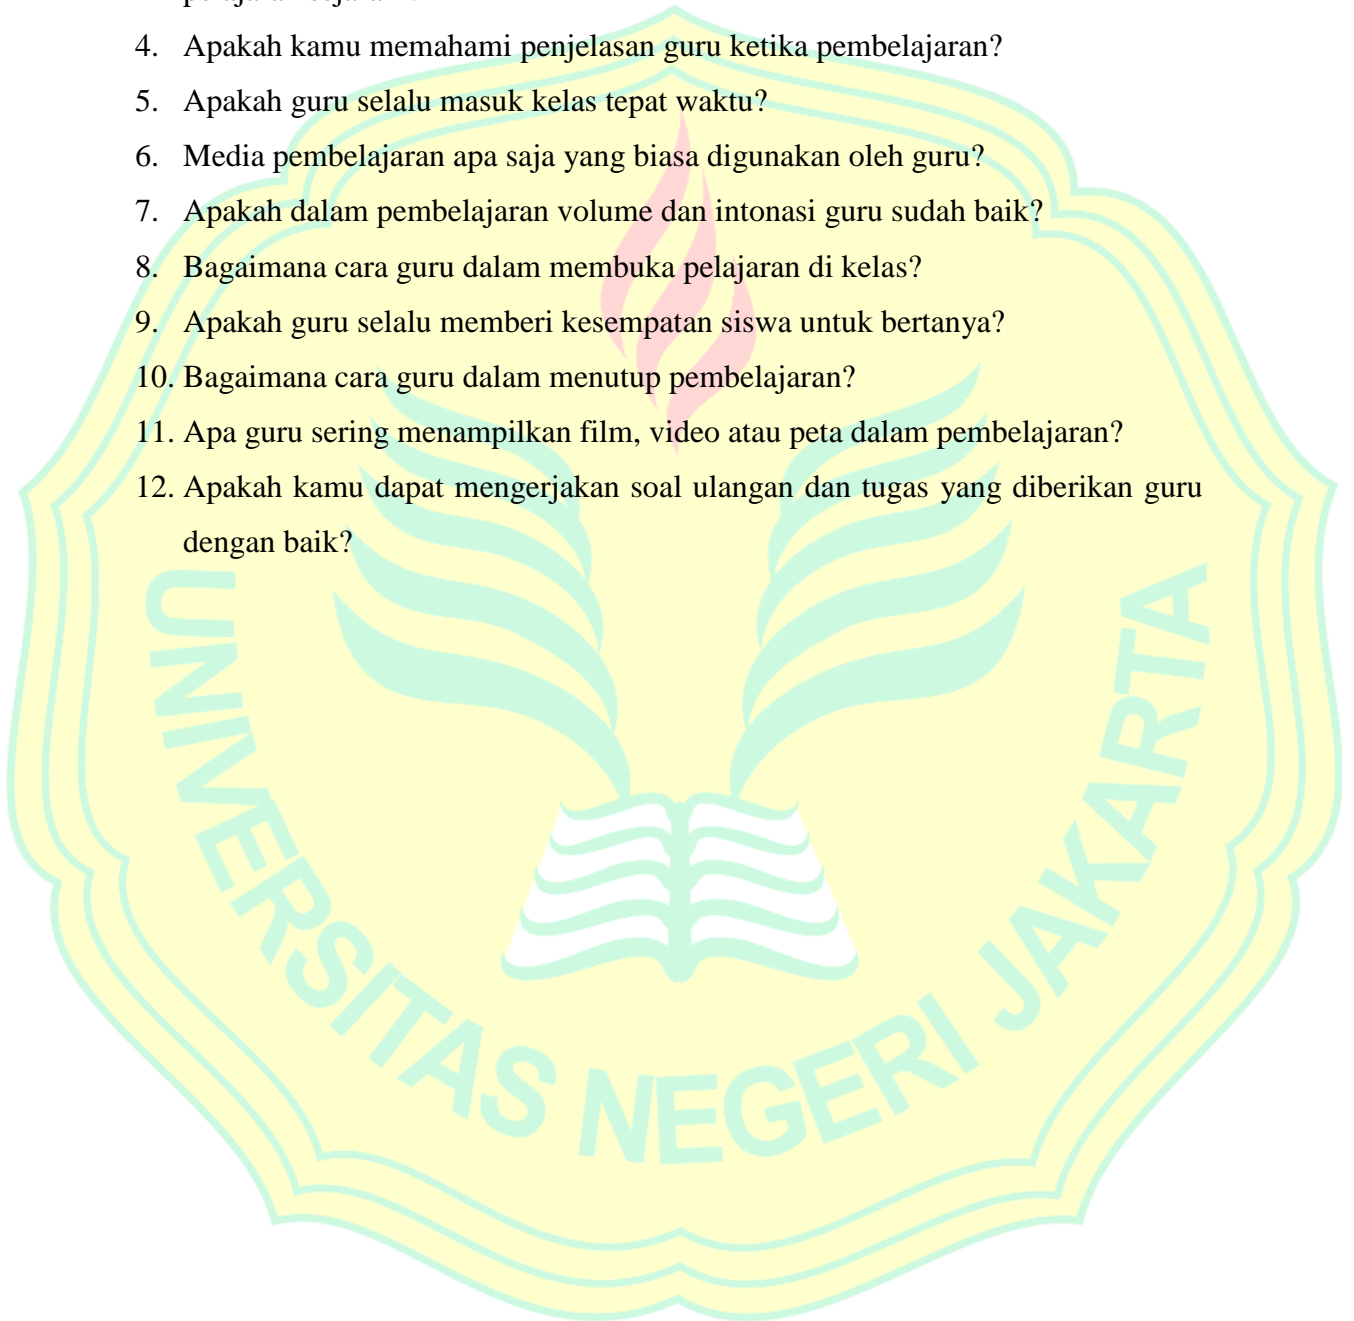 4. Apakah kamu memahami penjelasan guru ketika pembelajaran?
5. Apakah guru selalu masuk kelas tepat waktu?
6. Media pembelajaran apa saja yang biasa digunakan oleh guru?
7. Apakah dalam pembelajaran volume dan intonasi guru sudah baik?
8. Bagaimana cara guru dalam membuka pelajaran di kelas?
9. Apakah guru selalu memberi kesempatan siswa untuk bertanya?
10. Bagaimana cara guru dalam menutup pembelajaran?
11. Apa guru sering menampilkan film, video atau peta dalam pembelajaran?
12. Apakah kamu dapat mengerjakan soal ulangan dan tugas yang diberikan guru
dengan baik?
UNIVERSITAS NEGERI JAKARTA